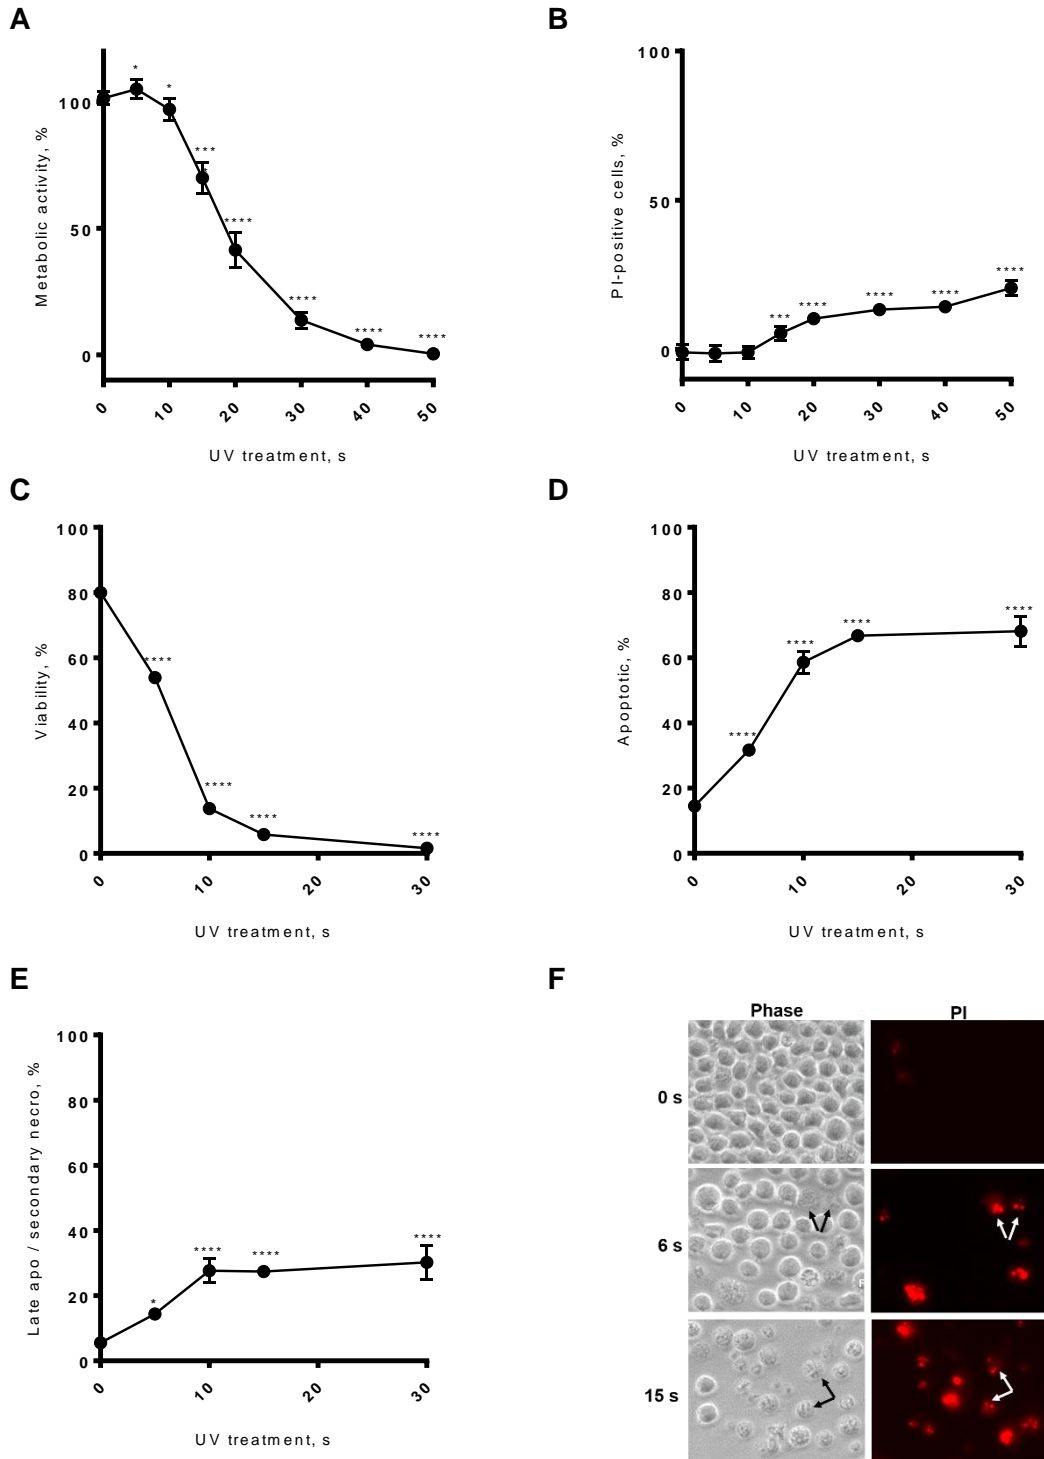 A
*
*
***
*
****
****
****
****
100
50
0
Metabolic activity, %
0 10 20 30 40 50
UV treatment, s
B
***
****
****
****
****
100
50
0
PI-positive cells, %
0 10 20 30 40 50
UV treatment, s
C
****
****
****
****
100
80
60
40
20
0
Viability, %
0 10 20 30
UV treatment, s
D
****
****
****
****
100
80
60
40
20
0
Apoptotic, %
0 10 20 30
UV treatment, s
E
*
****
****
****
100
80
60
40
20
0
Late apo / secondary necro, %
0 10 20 30
UV treatment, s
F
Phase PI
0 s
6 s
15 s